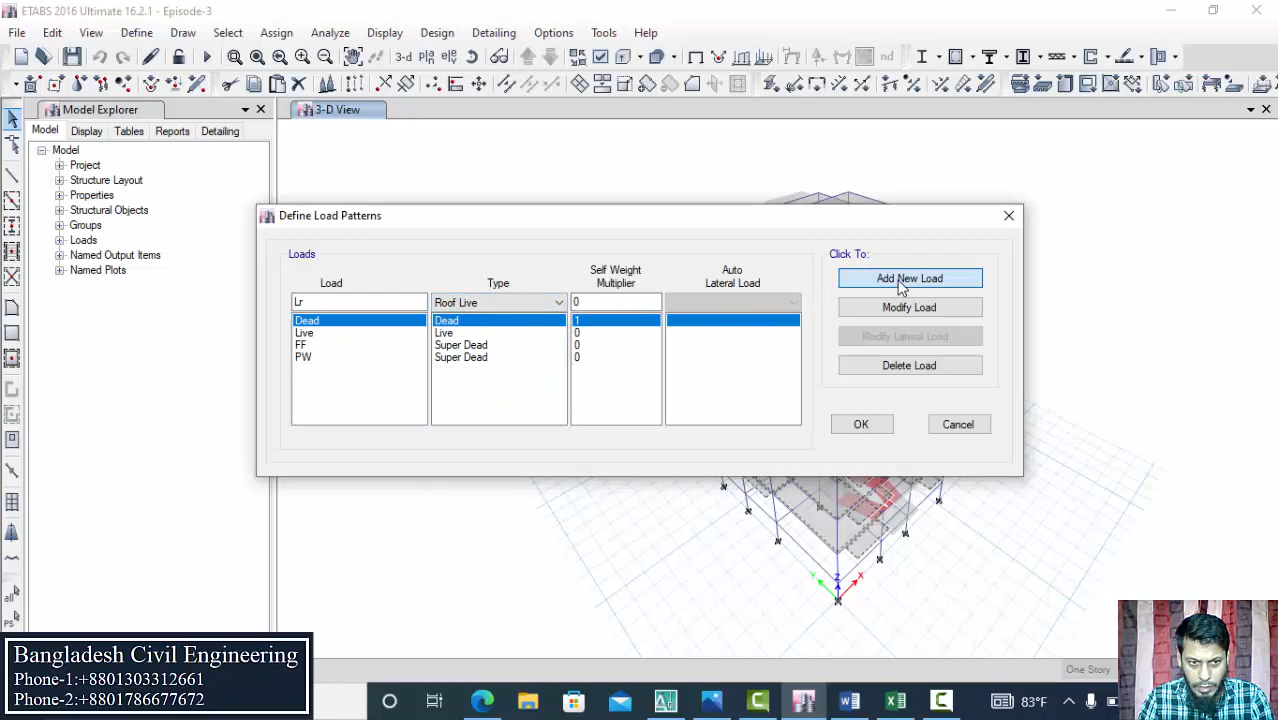 ETABS 2016 Ultimate 16.2.1 - Episode-3
File Edit View Define Draw Select Assign Analyze Display Design Detailing Options Tools Help
3-d
nd
Model Explorer
3-D View
Model Display Tables Reports Detailing
Model
Project
Structure Layout
Properties
Structural Objects
Groups
Loads
Named Output Items
Named Plots
Define Load Patterns
Loads
Click To:
Load Type Self Weight Multiplier Auto Lateral Load
Lr Roof Live 0
Dead Dead 1
Live Live 0
FF Super Dead 0
PW Super Dead 0
Add New Load
Modify Load
Modify Lateral Load
Delete Load
OK Cancel
Y Z X
all
PS
Bangladesh Civil Engineering
Phone-1:+8801303312661
Phone-2:+8801786677672
One Story
83°F